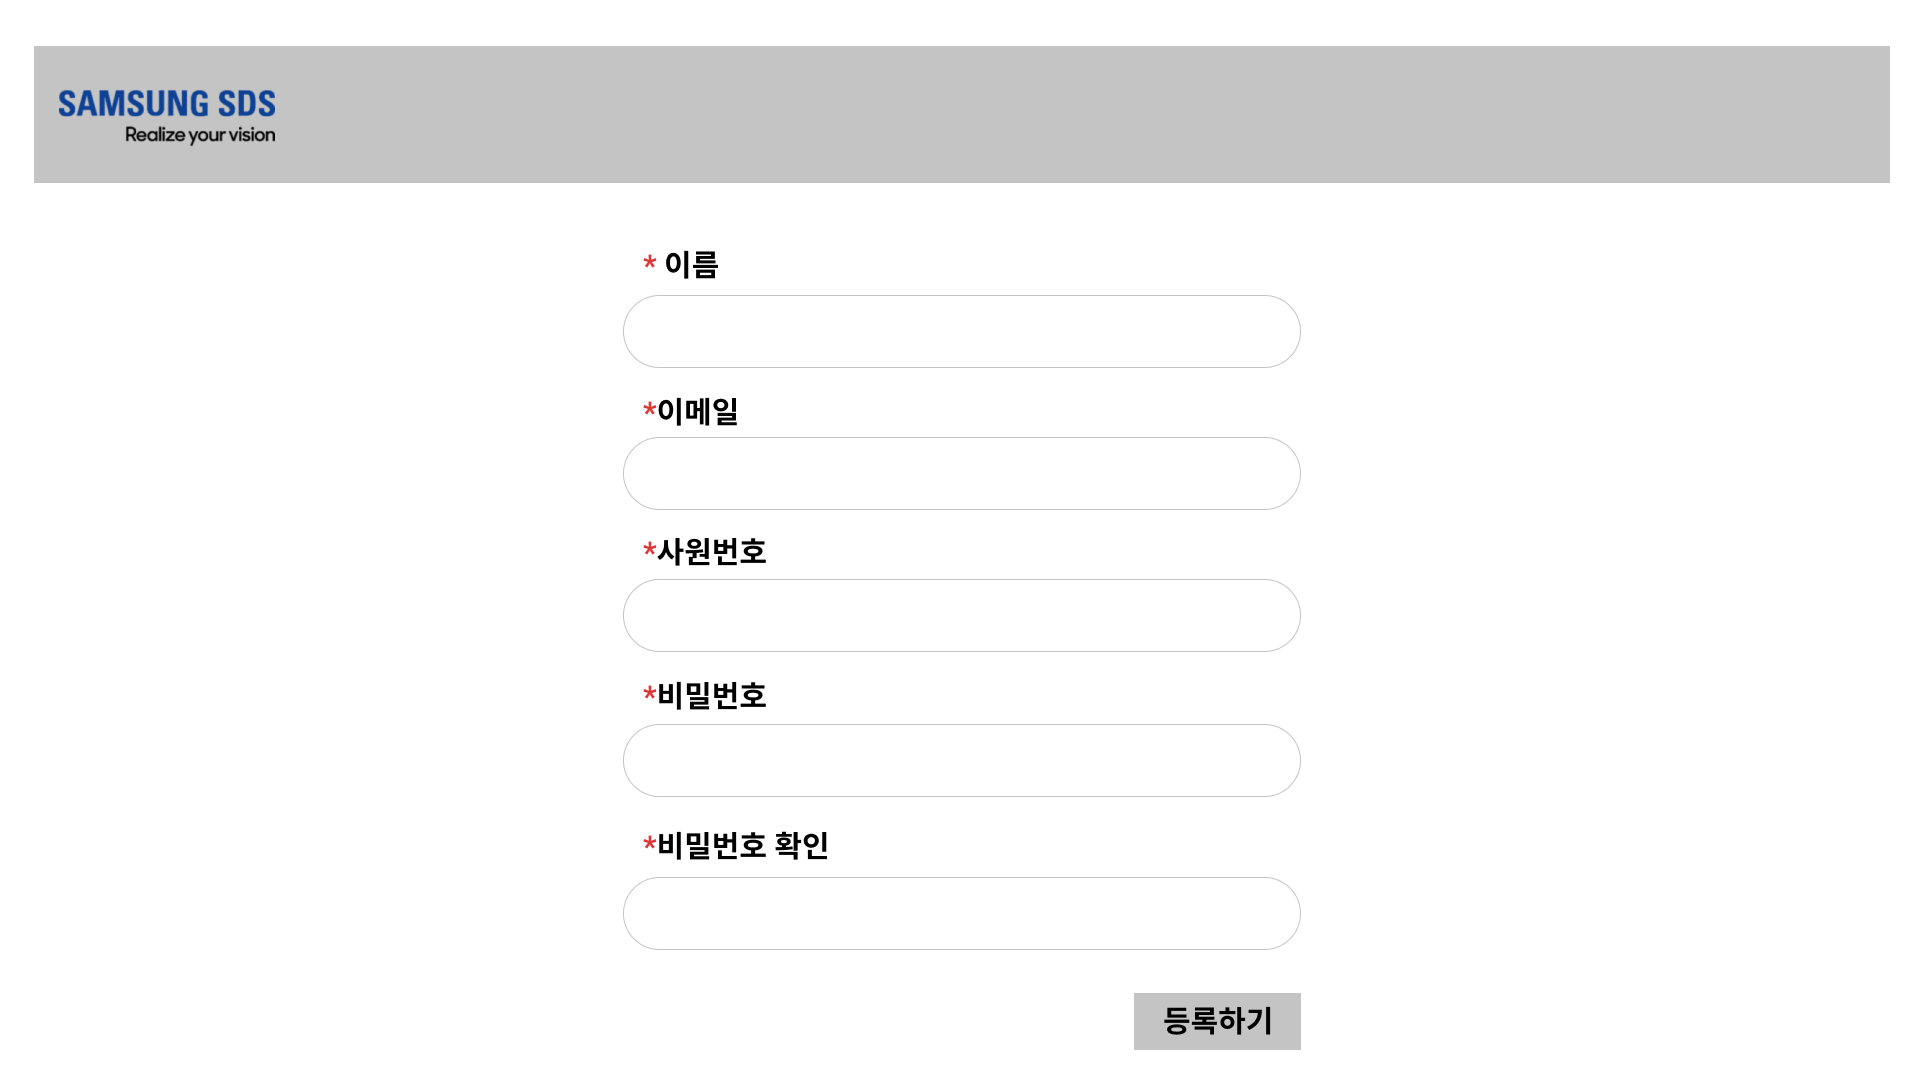 SAMSUNG SDS
Realize your vision
* 이름
*이메일
*사원번호
*비밀번호
*비밀번호 확인
등록하기